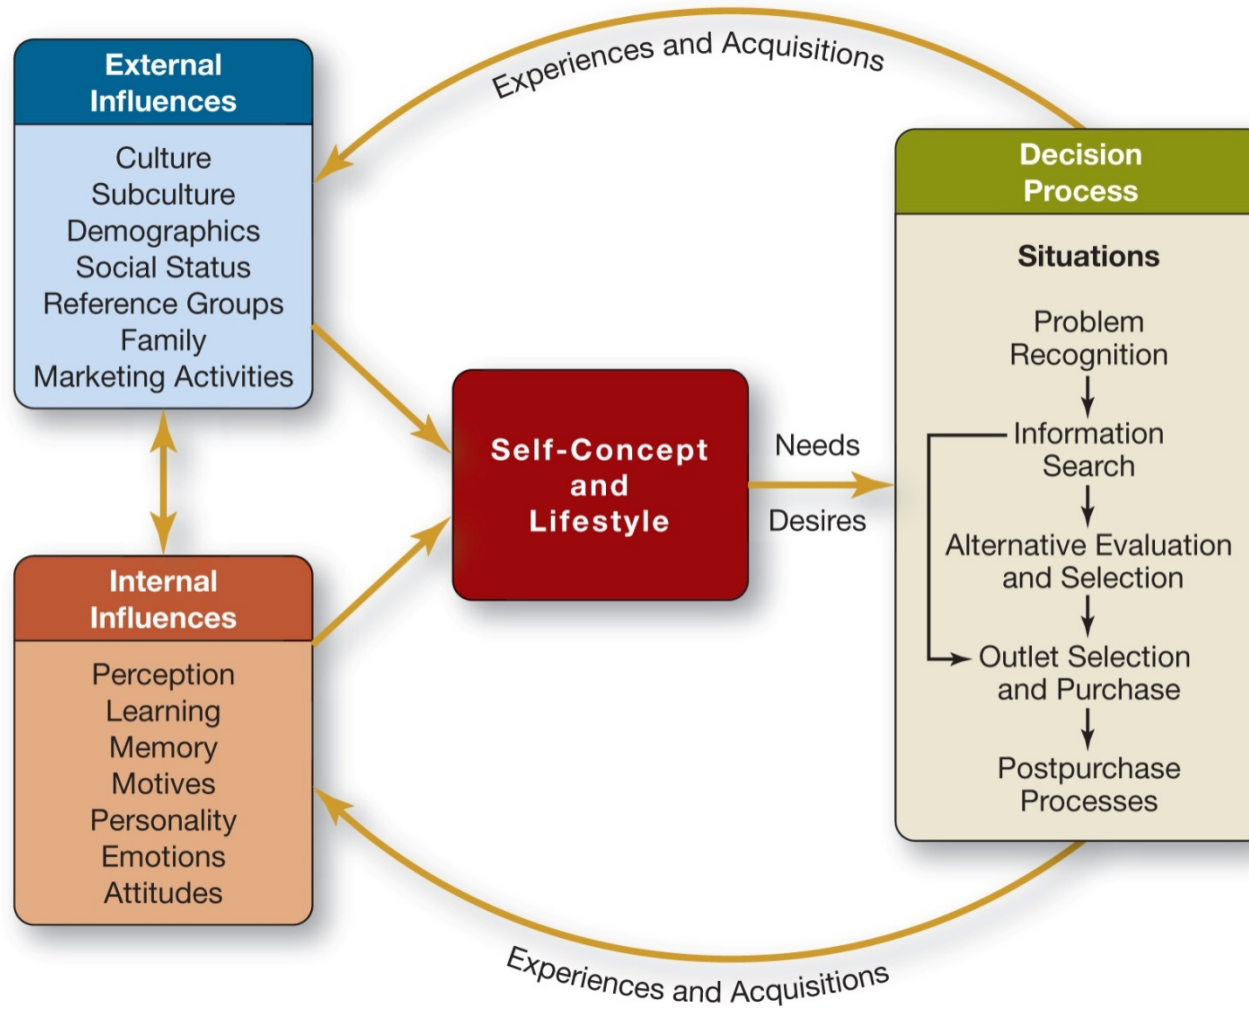 External
Influences
Culture
Subculture
Demographics
Social Status
Reference Groups
Family
Marketing Activities
Internal
Influences
Perception
Learning
Memory
Motives
Personality
Emotions
Attitudes
Experiences and Acquisitions
Self-Concept
and
Lifestyle
Needs
Desires
Experiences and Acquisitions
Decision
Process
Situations
Problem
Recognition
Information
Search
Alternative Evaluation
and Selection
Outlet Selection
and Purchase
Postpurchase
Processes